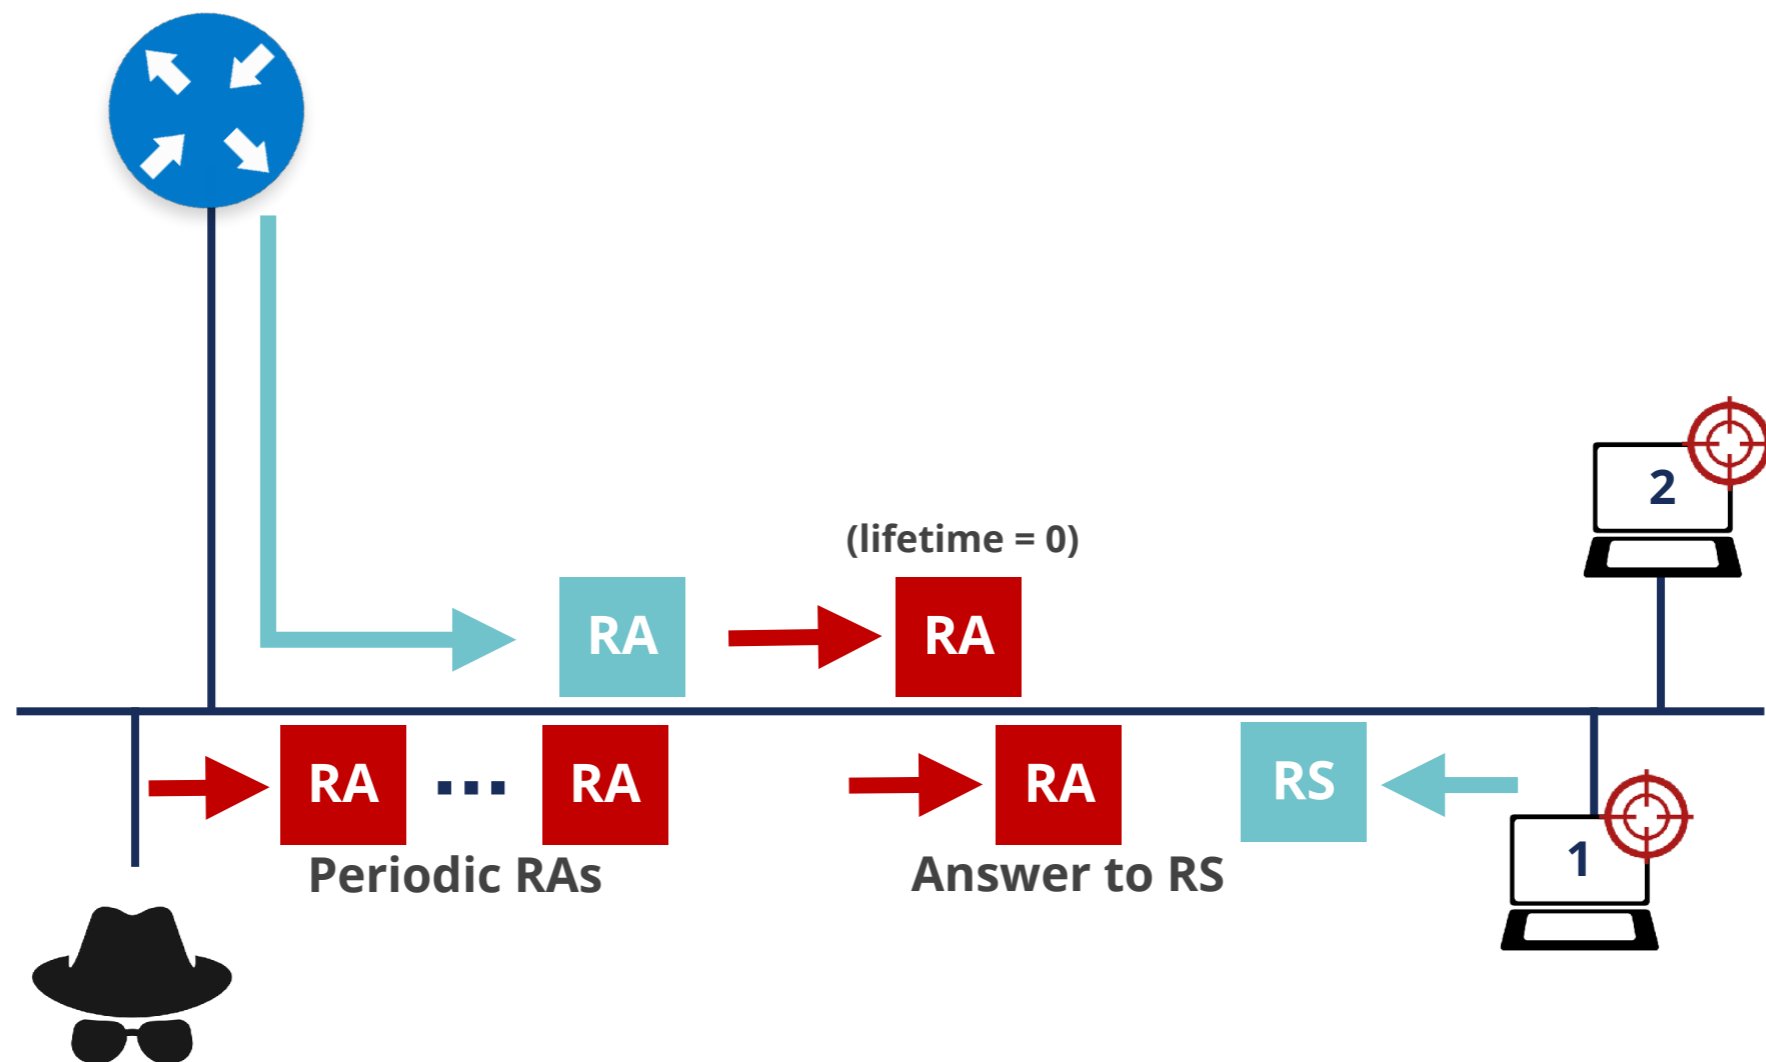 2
(lifetime = 0)
RA
RA
RA
...
RA
RA
RS
1
Periodic RAs
Answer to RS